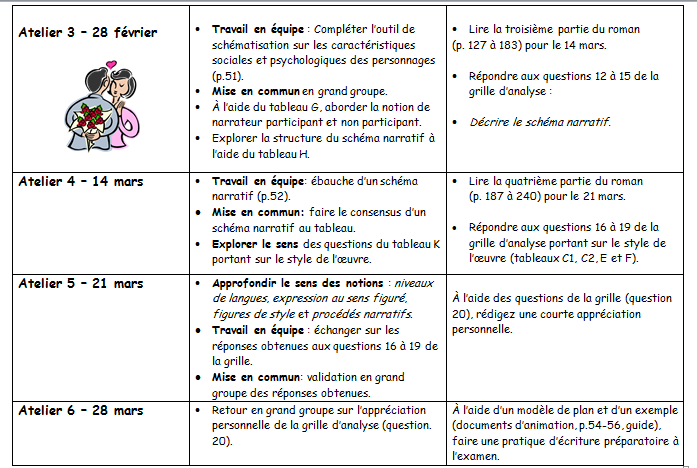 Atelier 3 – 28 février
• Travail en équipe : Compléter l'outil de
schématisation sur les caractéristiques
sociales et psychologiques des personnages
(p.51).
• Mise en commun en grand groupe.
• À l'aide du tableau G, aborder la notion de
narrateur participant et non participant.
• Explorer la structure du schéma narratif à
l'aide du tableau H.
• Lire la troisième partie du roman
(p. 127 à 183) pour le 14 mars.
• Répondre aux questions 12 à 15 de la
grille d'analyse :
• Décrire le schéma narratif.
Atelier 4 – 14 mars
• Travail en équipe: ébauche d'un schéma
narratif (p.52).
• Mise en commun: faire le consensus d'un
schéma narratif au tableau.
• Explorer le sens des questions du tableau K
portant sur le style de l'œuvre.
• Lire la quatrième partie du roman
(p. 187 à 240) pour le 21 mars.
• Répondre aux questions 16 à 19 de la
grille d'analyse portant sur le style de
l'œuvre (tableaux C1, C2, E et F).
Atelier 5 – 21 mars
• Approfondir le sens des notions : niveaux
de langues, expression au sens figuré,
figures de style et procédés narratifs.
• Travail en équipe : échanger sur les
réponses obtenues aux questions 16 à 19 de
la grille.
• Mise en commun: validation en grand
groupe des réponses obtenues.
À l'aide des questions de la grille (question
20), rédigez une courte appréciation
personnelle.
Atelier 6 – 28 mars
• Retour en grand groupe sur l'appréciation
personnelle de la grille d'analyse (question.
20).
À l'aide d'un modèle de plan et d'un exemple
(documents d'animation, p.54-56, guide),
faire une pratique d'écriture préparatoire à
l'examen.